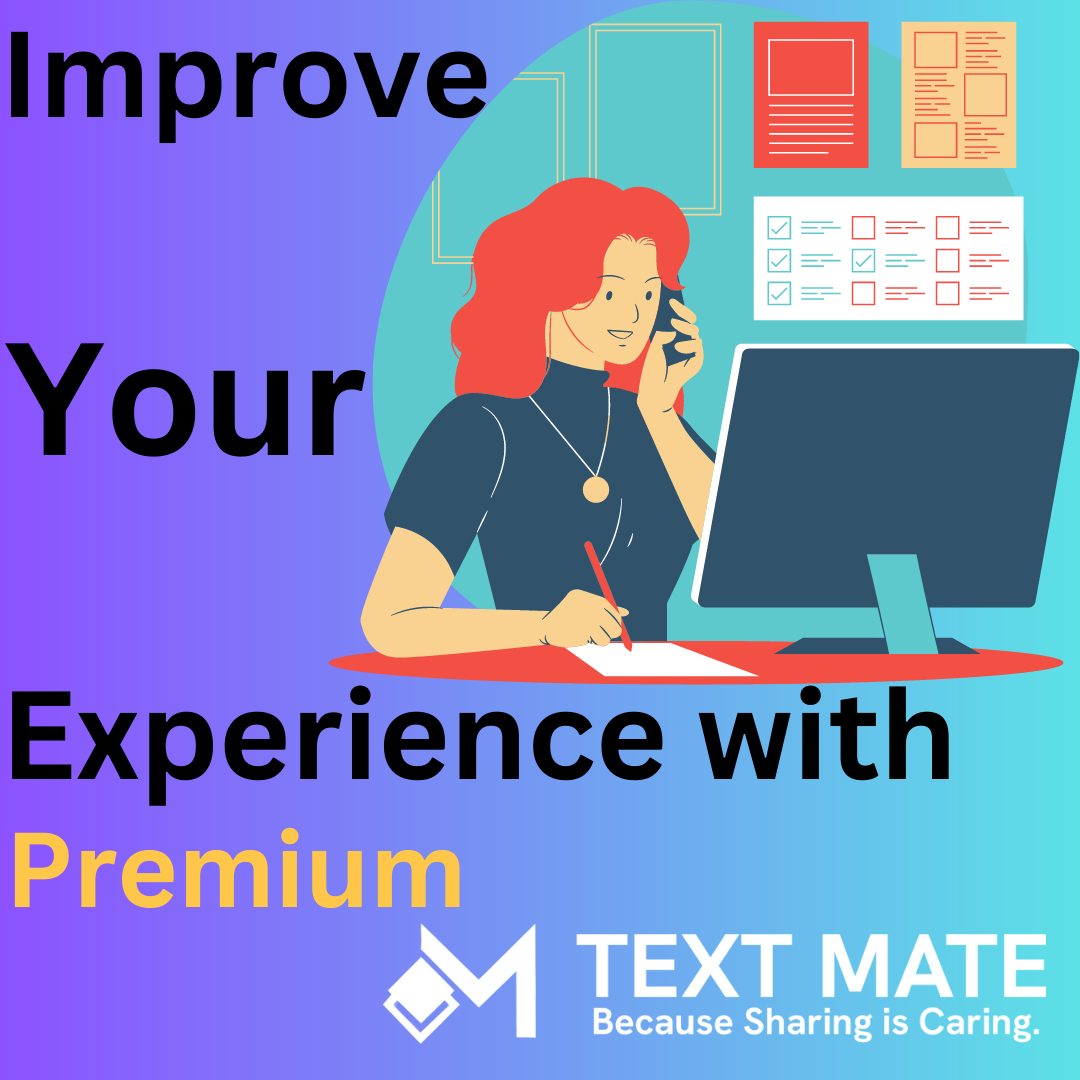 Improve
Your
Experience with
Premium
TEXT MATE
Because Sharing is Caring.